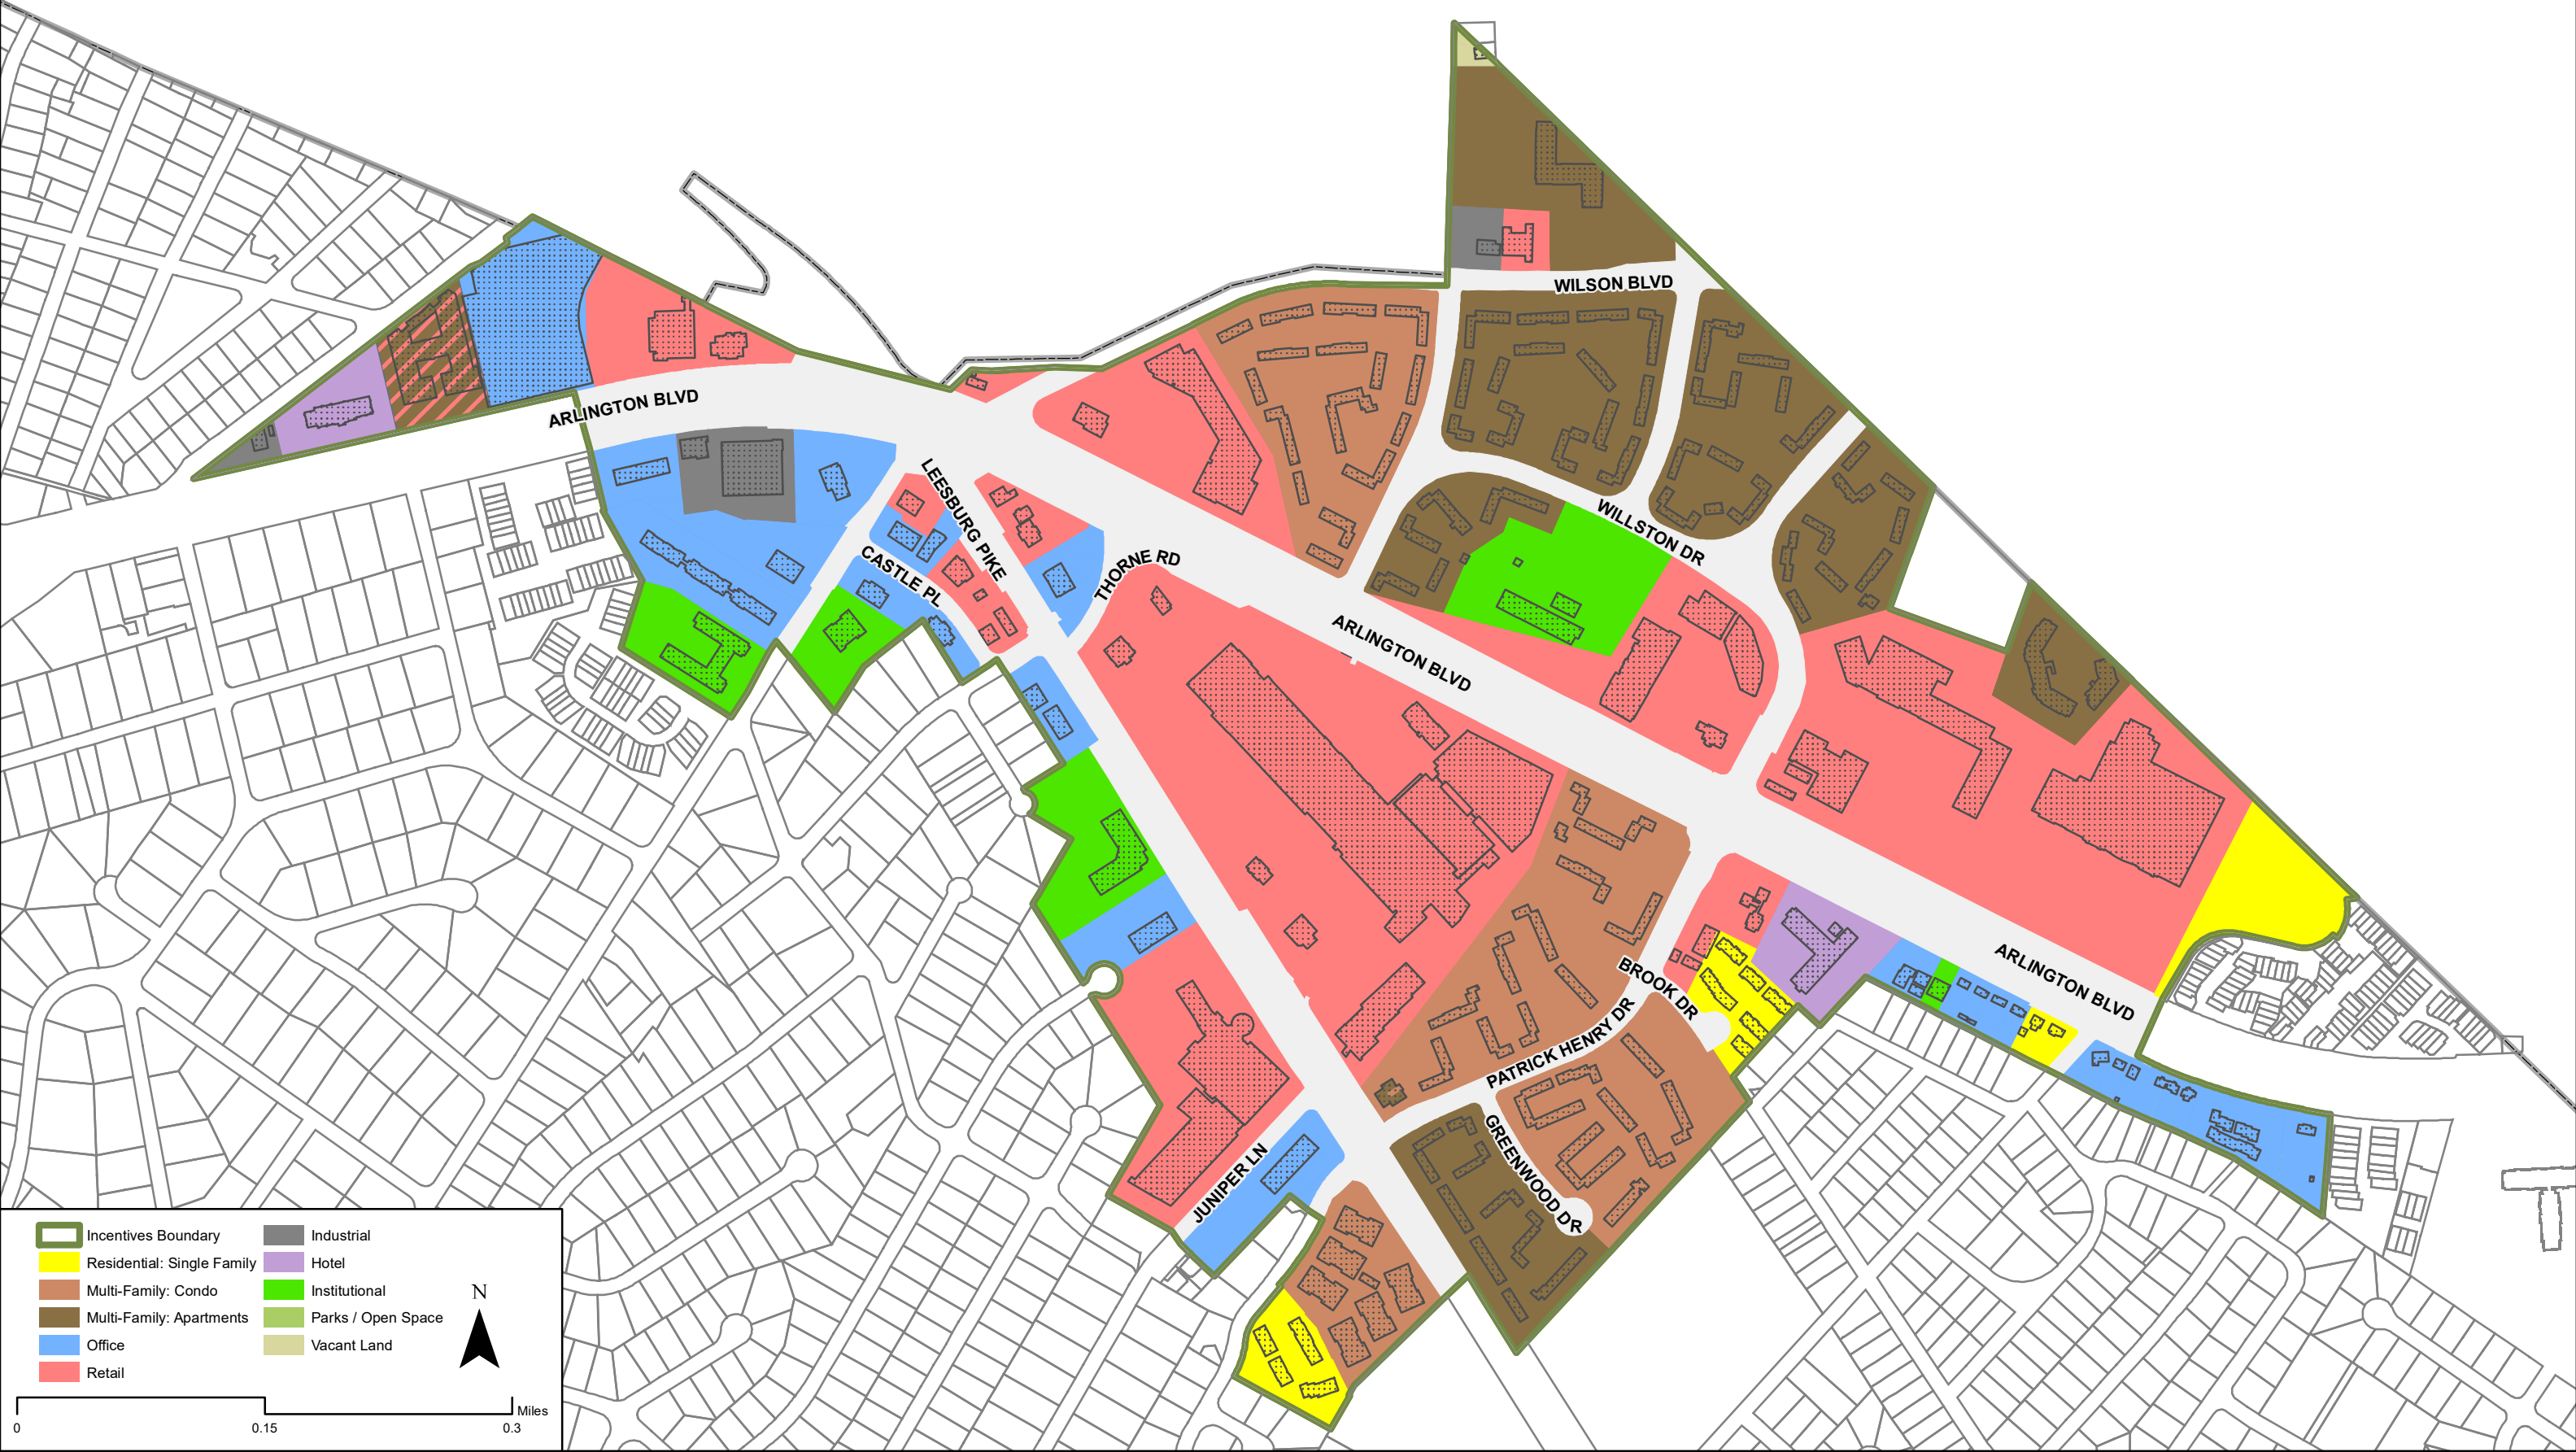 WILSON BLVD
ARLINGTON BLVD
LEESBURG PIKE
WILLSTON DR
CASTLE PL
THORNE RD
ARLINGTON BLVD
ARLINGTON BLVD
BROOK DR
PATRICK HENRY DR
GREENWOOD DR
JUNIPER LN
Incentives Boundary
Residential: Single Family
Multi-Family: Condo
Multi-Family: Apartments
Office
Retail
Industrial
Hotel
Institutional
Parks / Open Space
Vacant Land
N
Miles
0 0.15 0.3